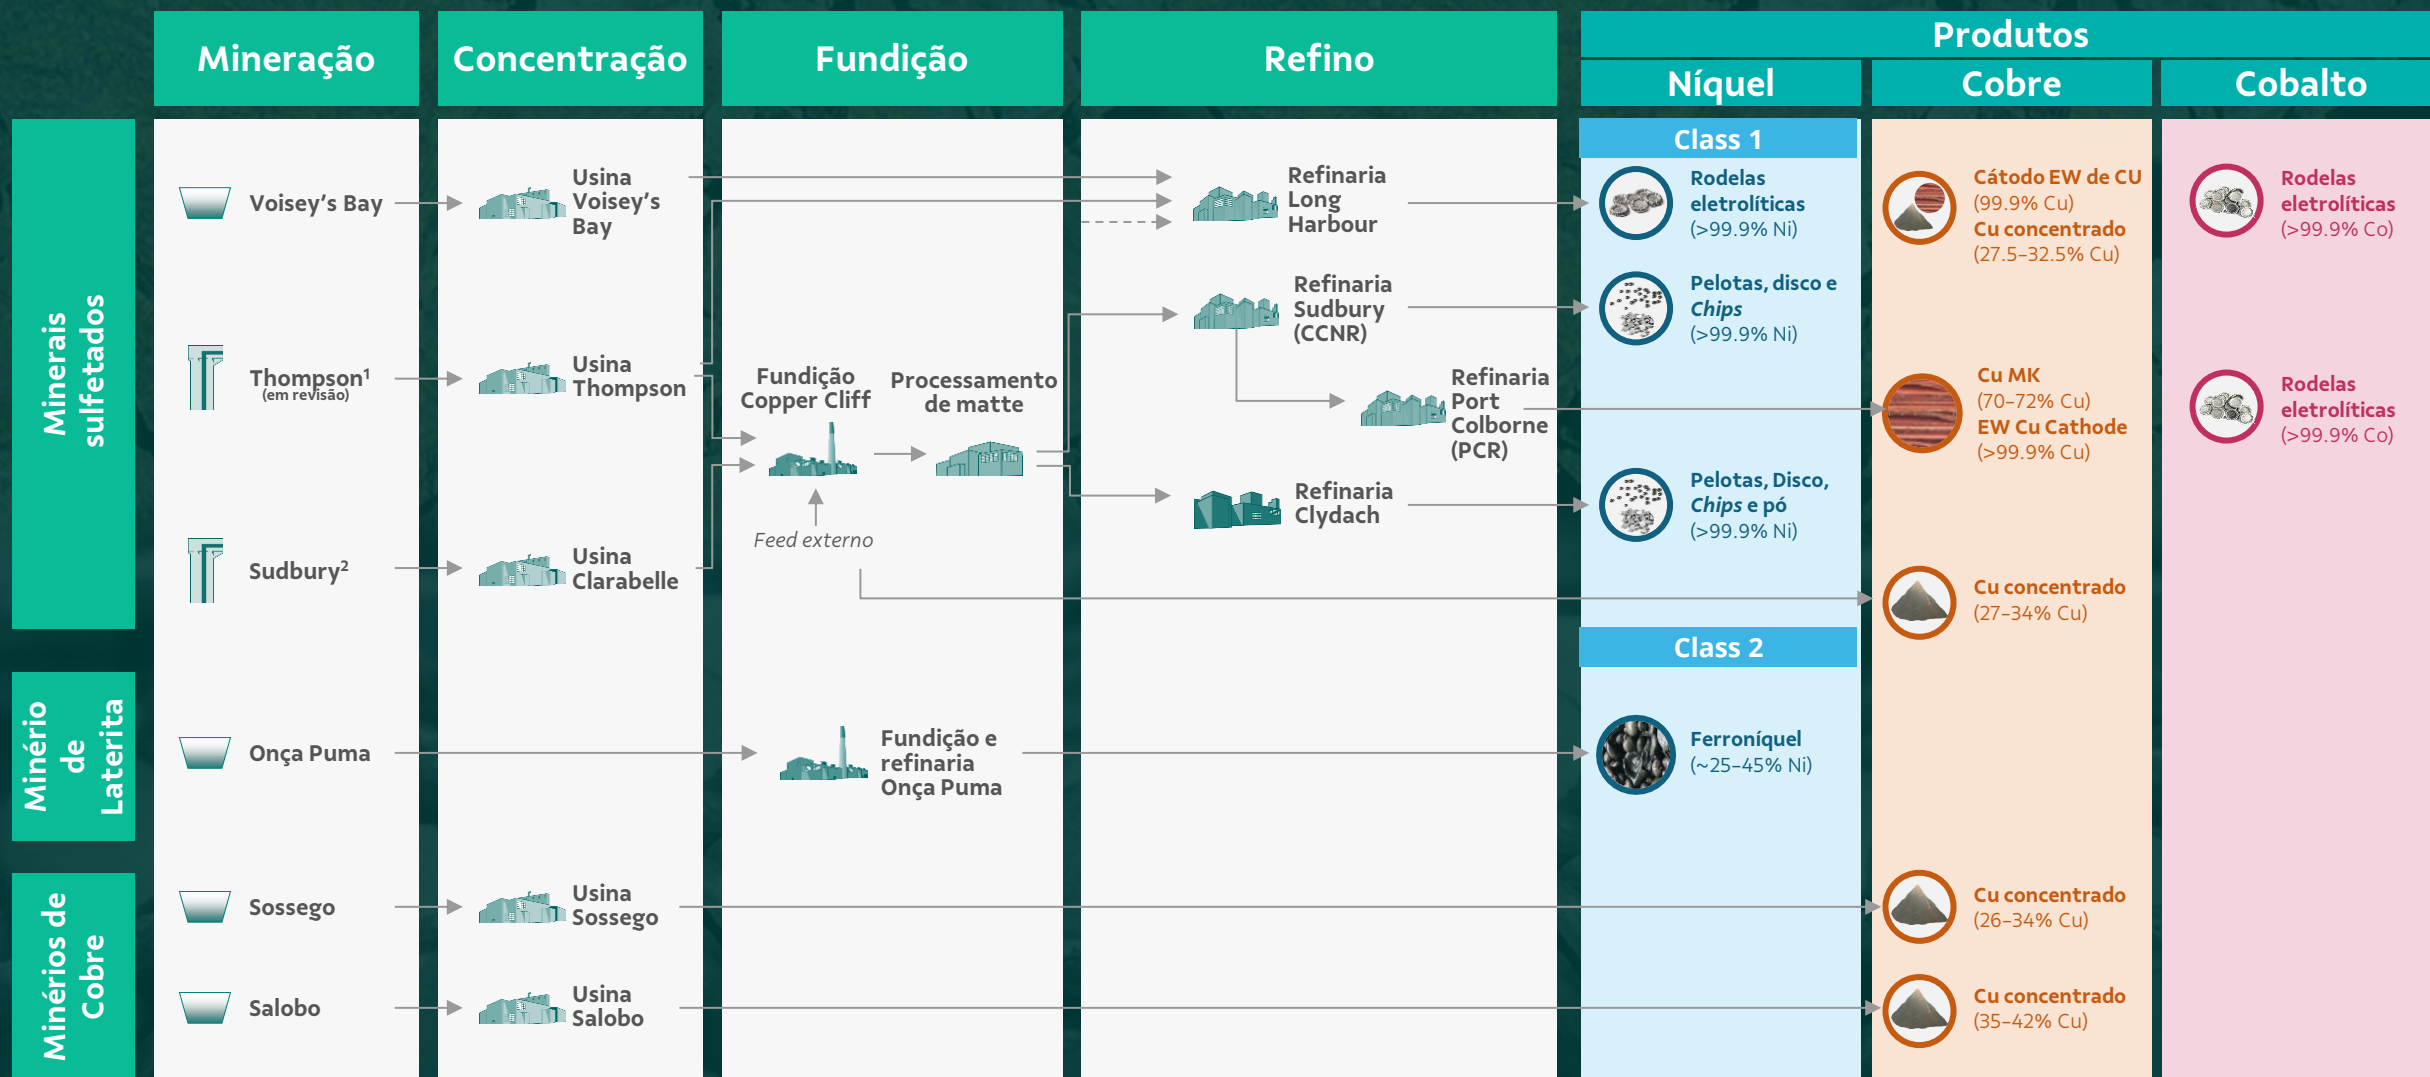 Mineração
Concentração
Fundição
Refino
Produtos
Níquel
Cobre
Cobalto
Minerais
sulfetados
Voisey’s Bay
Usina
Voisey’s
Bay
Refinaria
Long
Harbour
Class 1
Rodelas
eletrolíticas
(>99.9% Ni)
Cátodo EW de CU
(99.9% Cu)
Cu concentrado
(27.5–32.5% Cu)
Rodelas
eletrolíticas
(>99.9% Co)
Refinaria
Sudbury
(CCNR)
Pelotas, disco e
Chips
(>99.9% Ni)
Thompson¹
(em revisão)
Usina
Thompson
Fundição
Copper Cliff
Processamento
de matte
Refinaria
Port
Colborne
(PCR)
Cu MK
(70–72% Cu)
EW Cu Cathode
(>99.9% Cu)
Rodelas
eletrolíticas
(>99.9% Co)
Refinaria
Clydach
Pelotas, Disco,
Chips e pó
(>99.9% Ni)
Feed externo
Sudbury²
Usina
Clarabelle
Cu concentrado
(27–34% Cu)
Class 2
Minério
de
Laterita
Onça Puma
Fundição e
refinaria
Onça Puma
Ferroníquel
(~25–45% Ni)
Minérios de
Cobre
Sossego
Usina
Sossego
Cu concentrado
(26–34% Cu)
Salobo
Usina
Salobo
Cu concentrado
(35–42% Cu)